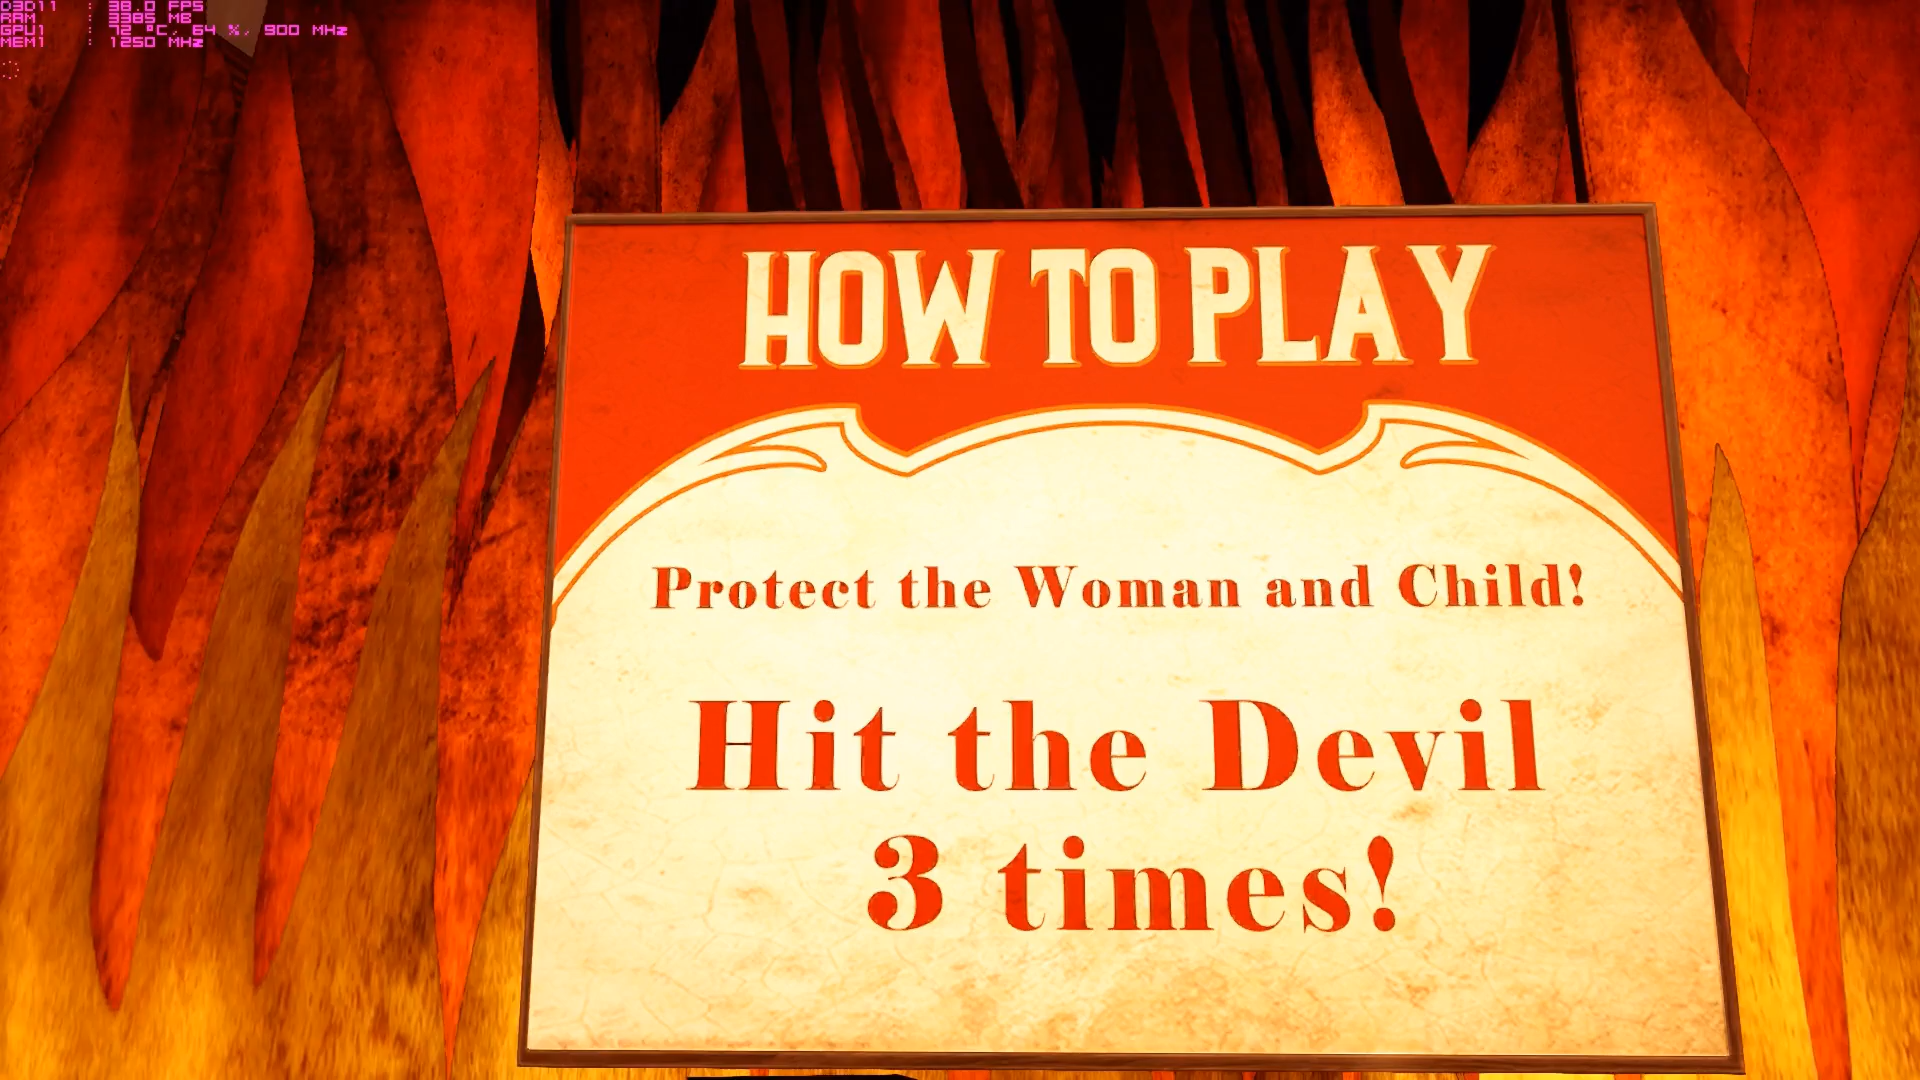 D3D11 : 38.0 FPS
RAM : 3385 MB
GPU1 : 72 °C, 64 %, 900 MHz
MEM1 : 1250 MHz
HOW TO PLAY
Protect the Woman and Child!
Hit the Devil
3 times!